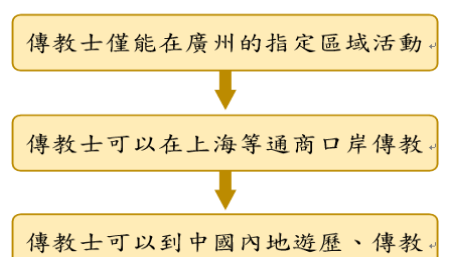 傳教士僅能在廣州的指定區域活動
傳教士可以在上海等通商口岸傳教
傳教士可以到中國內地遊歷、傳教